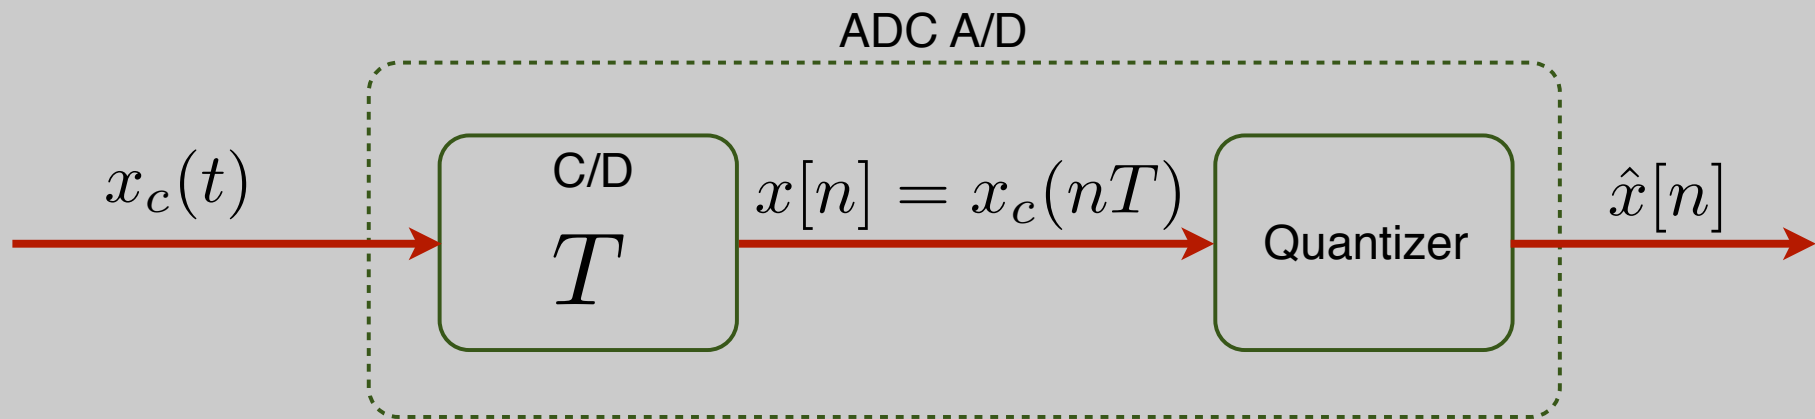 ADC A/D
x_c(t)
C/D
T
x[n] = x_c(nT)
Quantizer
x̂[n]